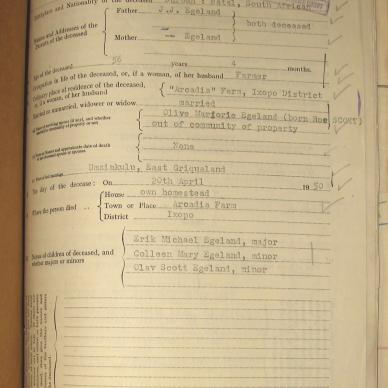 Birthplace and Nationality of the deceased Durban : Natal, South African
Names and Addresses of the Parents of the deceased
Father J.J. Egeland
both deceased
Mother -- Egeland
Age of the deceased 56 years 4 months.
Occupation in life of the deceased, or, if a woman, of her husband Farmer
Ordinary place of residence of the deceased, or, if a woman, of her husband "Arcadia Farm, Ixopo District
Married or unmarried, widower or widow married
Olive Marjorie Egeland (born Roe SCOTT)
out of community of property
None
Umzimkulu, East Griqualand
The day of the decease: On 20th April 1950
Where the person died ..
House own homestead
Town or Place Arcadia Farm
District Ixopo
Names of children of deceased, and whether majors or minors
Erik Michael Egeland, major
Colleen Mary Egeland, minor
Olav Scott Egeland, minor